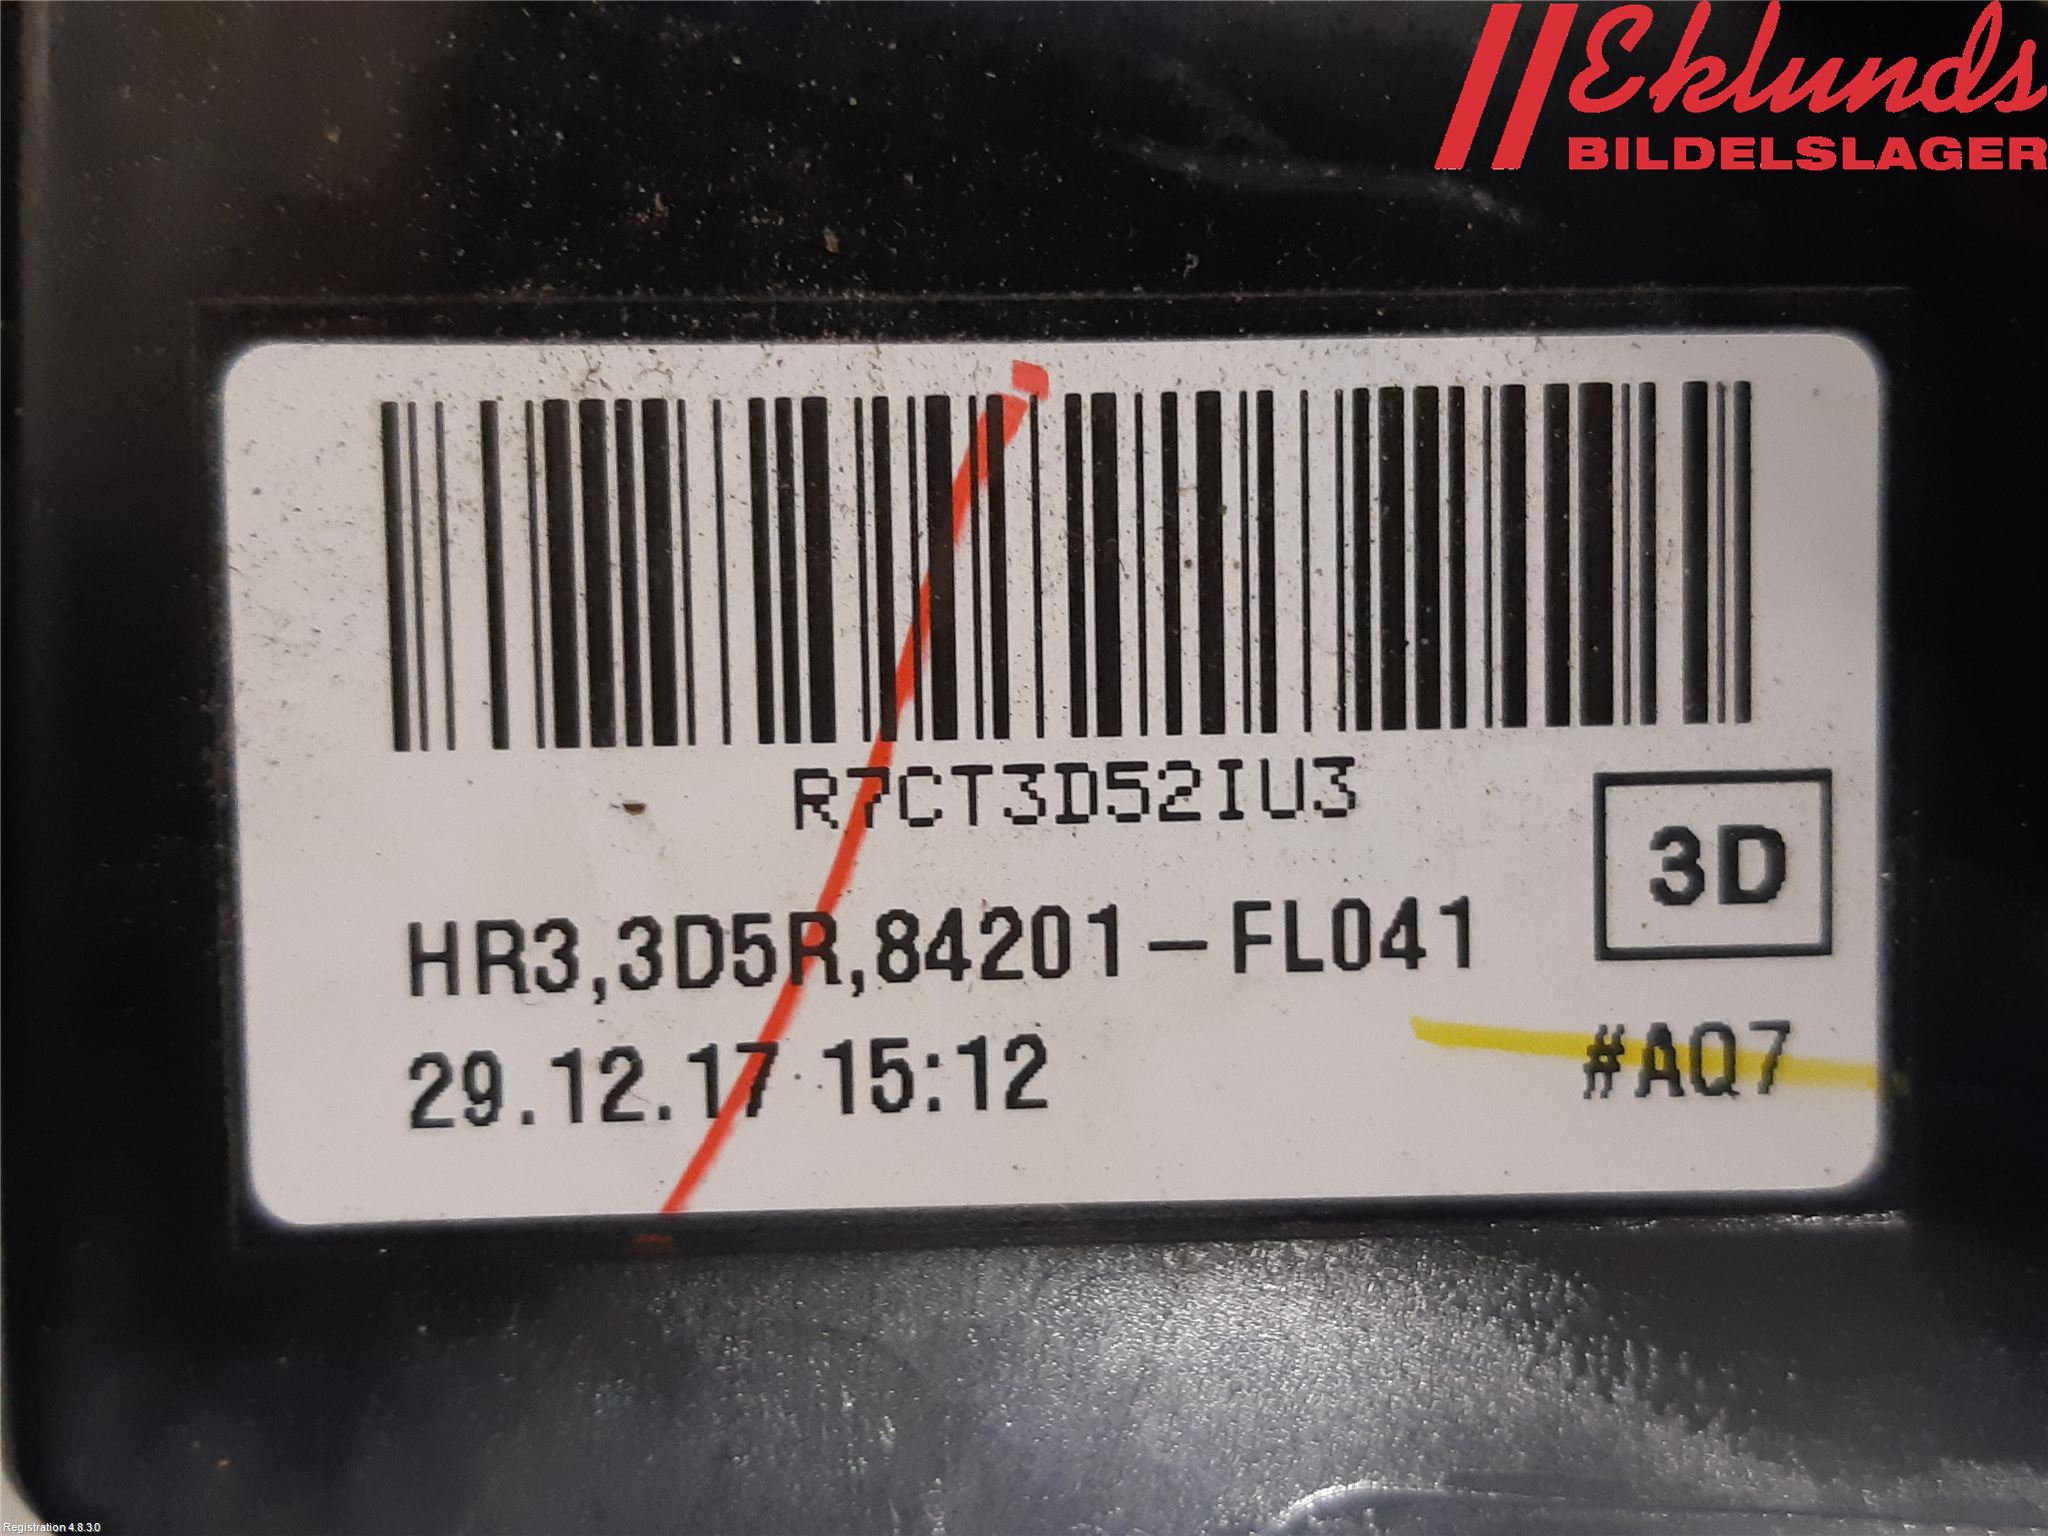 Eklunds
BILDELSLAGER
R7CT3D52IU3
3D
HR3,3D5R,84201-FL041
29.12.17 15:12
#AQ7
Registration 4.8.3.0